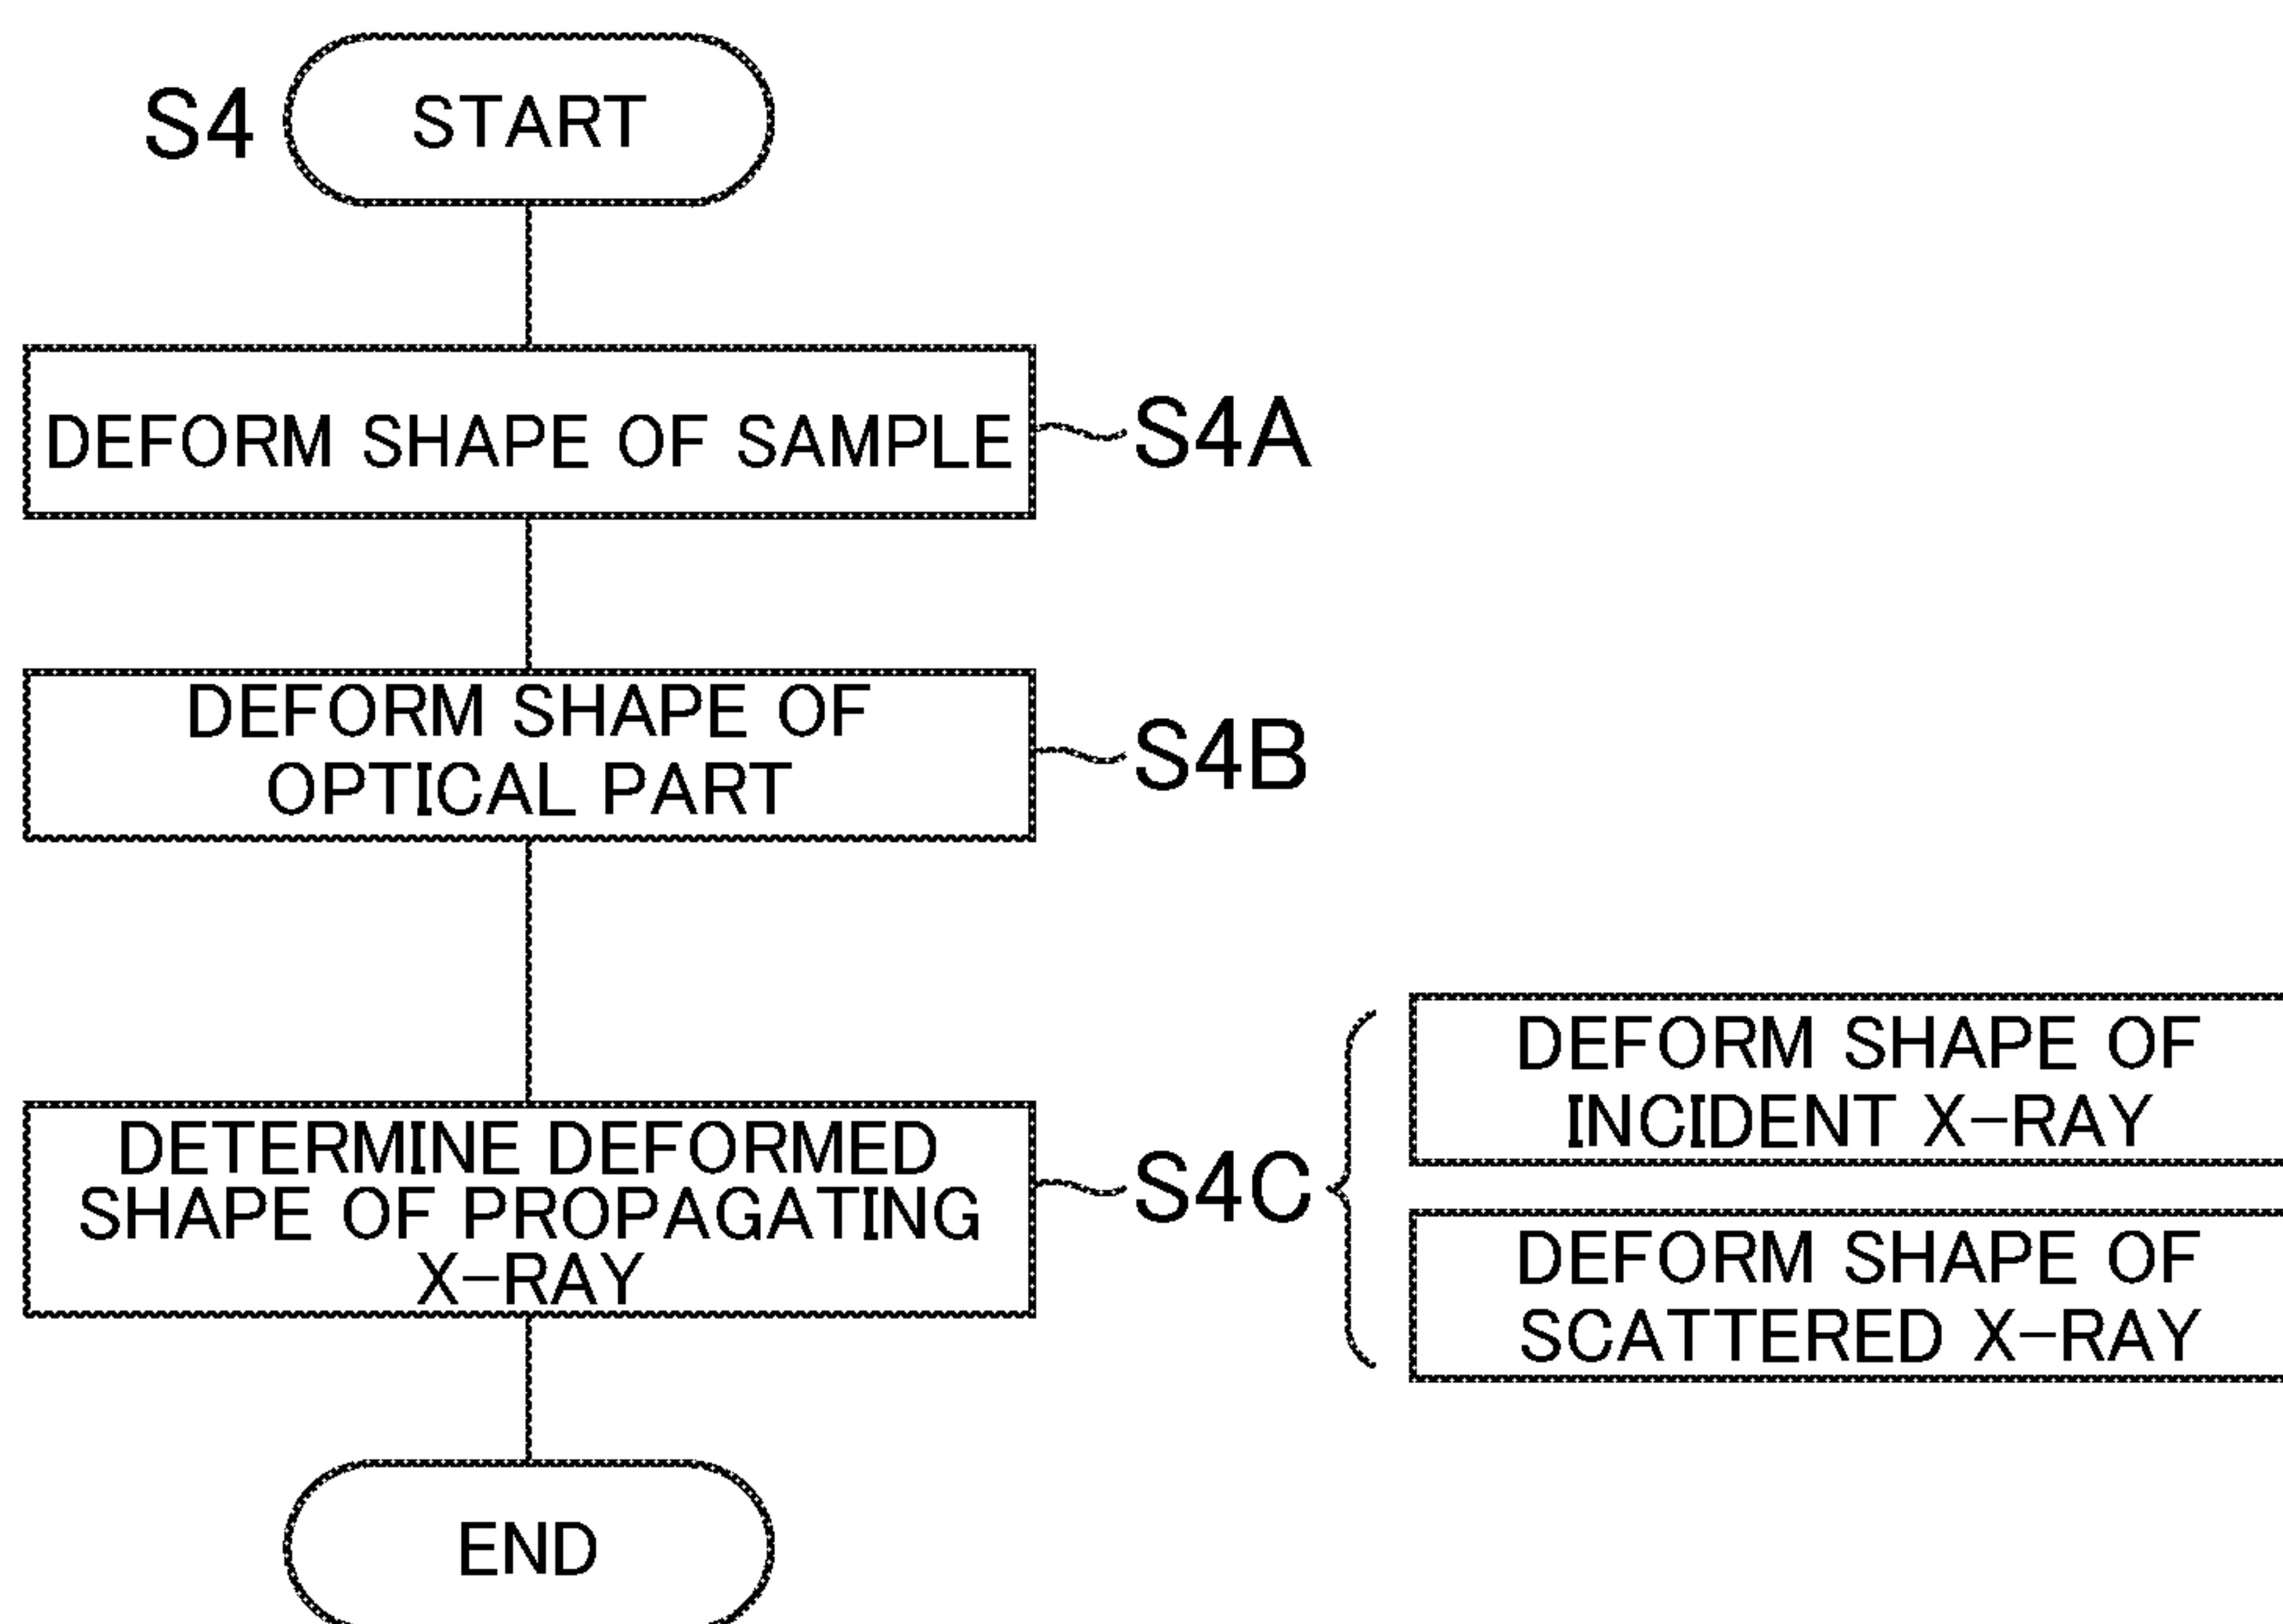 S4
START
DEFORM SHAPE OF SAMPLE
S4A
DEFORM SHAPE OF
OPTICAL PART
S4B
DETERMINE DEFORMED
SHAPE OF PROPAGATING
X-RAY
S4C
DEFORM SHAPE OF
INCIDENT X-RAY
DEFORM SHAPE OF
SCATTERED X-RAY
END